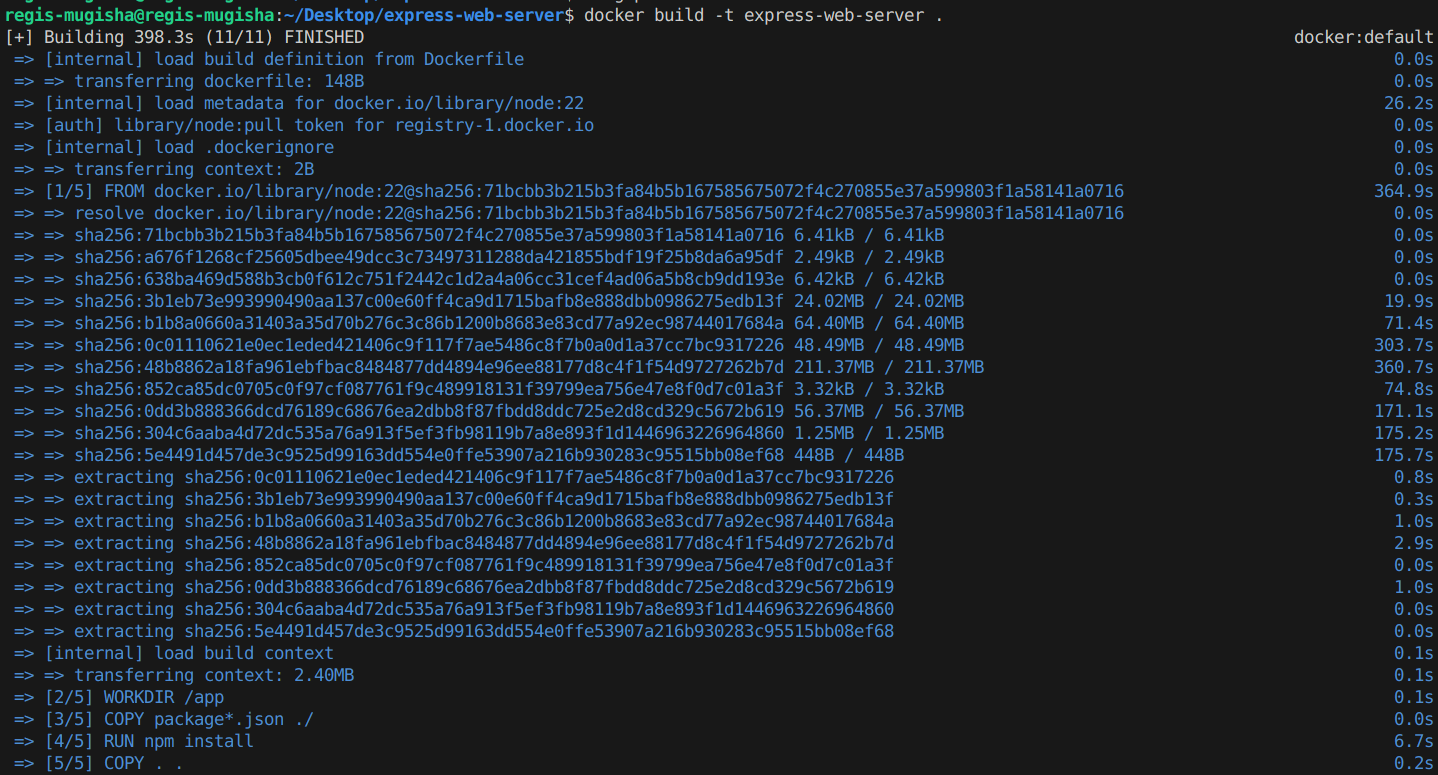 regis-mugisha@regis-mugisha:~/Desktop/express-web-server$ docker build -t express-web-server .
[+] Building 398.3s (11/11) FINISHED docker:default
=> [internal] load build definition from Dockerfile 0.0s
=> => transferring dockerfile: 148B 0.0s
=> [internal] load metadata for docker.io/library/node:22 26.2s
=> [auth] library/node:pull token for registry-1.docker.io 0.0s
=> [internal] load .dockerignore 0.0s
=> => transferring context: 2B 0.0s
=> [1/5] FROM docker.io/library/node:22@sha256:71bcbb3b215b3fa84b5b167585675072f4c270855e37a599803f1a58141a0716 364.9s
=> => resolve docker.io/library/node:22@sha256:71bcbb3b215b3fa84b5b167585675072f4c270855e37a599803f1a58141a0716 0.0s
=> => sha256:71bcbb3b215b3fa84b5b167585675072f4c270855e37a599803f1a58141a0716 6.41kB / 6.41kB 0.0s
=> => sha256:a676f1268cf25605dbee49dcc3c73497311288da421855bdf19f25b8da6a95df 2.49kB / 2.49kB 0.0s
=> => sha256:638ba469d588b3cb0f612c751f2442c1d2a4a06cc31cef4ad06a5b8cb9dd193e 6.42kB / 6.42kB 0.0s
=> => sha256:3b1eb73e993990490aa137c00e60ff4ca9d1715bafb8e888dbb0986275edb13f 24.02MB / 24.02MB 19.9s
=> => sha256:b1b8a0660a31403a35d70b276c3c86b1200b8683e83cd77a92ec98744017684a 64.40MB / 64.40MB 71.4s
=> => sha256:0c01110621e0ec1eded421406c9f117f7ae5486c8f7b0a0d1a37cc7bc9317226 48.49MB / 48.49MB 303.7s
=> => sha256:48b8862a18fa961ebfbac8484877dd4894e96ee88177d8c4f1f54d9727262b7d 211.37MB / 211.37MB 360.7s
=> => sha256:852ca85dc0705c0f97cf087761f9c489918131f39799ea756e47e8f0d7c01a3f 3.32kB / 3.32kB 74.8s
=> => sha256:0dd3b888366dcd76189c68676ea2dbb8f87fbdd8ddc725e2d8cd329c5672b619 56.37MB / 56.37MB 171.1s
=> => sha256:304c6aaba4d72dc535a76a913f5ef3fb98119b7a8e893f1d1446963226964860 1.25MB / 1.25MB 175.2s
=> => sha256:5e4491d457de3c9525d99163dd554e0ffe53907a216b930283c95515bb08ef68 448B / 448B 175.7s
=> => extracting sha256:0c01110621e0ec1eded421406c9f117f7ae5486c8f7b0a0d1a37cc7bc9317226 0.8s
=> => extracting sha256:3b1eb73e993990490aa137c00e60ff4ca9d1715bafb8e888dbb0986275edb13f 0.3s
=> => extracting sha256:b1b8a0660a31403a35d70b276c3c86b1200b8683e83cd77a92ec98744017684a 1.0s
=> => extracting sha256:48b8862a18fa961ebfbac8484877dd4894e96ee88177d8c4f1f54d9727262b7d 2.9s
=> => extracting sha256:852ca85dc0705c0f97cf087761f9c489918131f39799ea756e47e8f0d7c01a3f 0.0s
=> => extracting sha256:0dd3b888366dcd76189c68676ea2dbb8f87fbdd8ddc725e2d8cd329c5672b619 1.0s
=> => extracting sha256:304c6aaba4d72dc535a76a913f5ef3fb98119b7a8e893f1d1446963226964860 0.0s
=> => extracting sha256:5e4491d457de3c9525d99163dd554e0ffe53907a216b930283c95515bb08ef68 0.0s
=> [internal] load build context 0.1s
=> => transferring context: 2.40MB 0.1s
=> [2/5] WORKDIR /app 0.1s
=> [3/5] COPY package*.json ./ 0.0s
=> [4/5] RUN npm install 6.7s
=> [5/5] COPY . . 0.2s